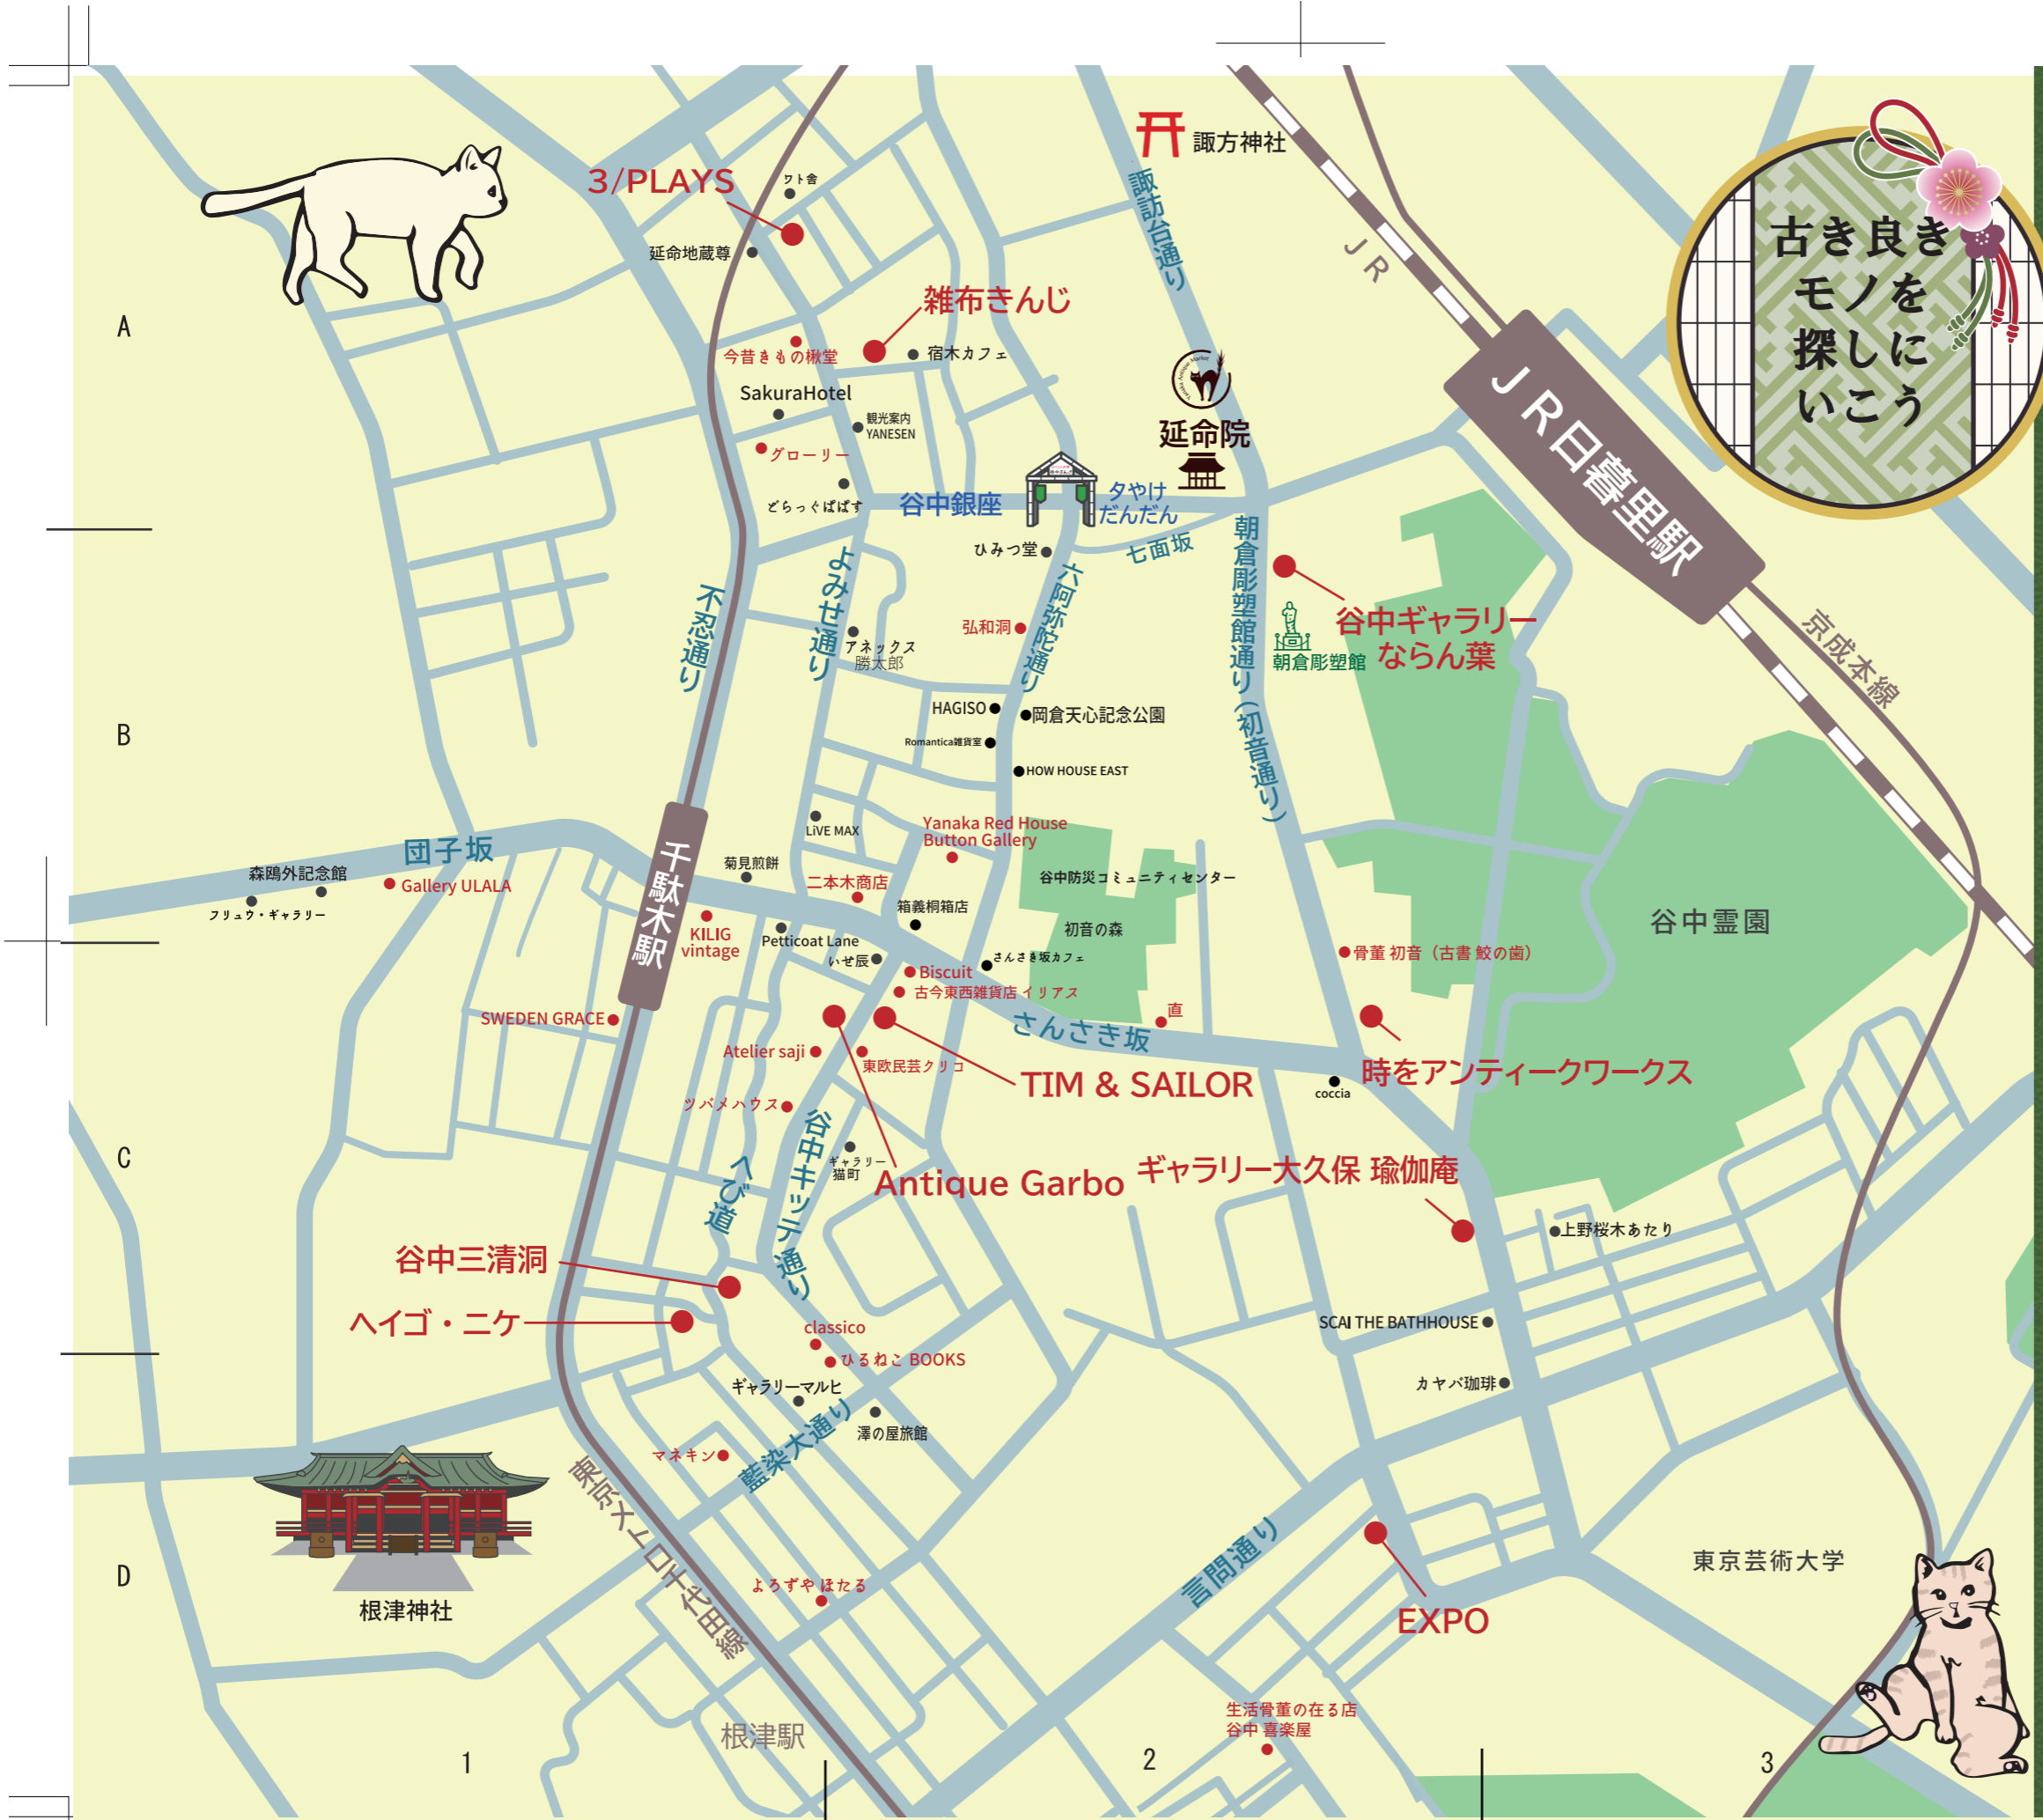 諏方神社
3/PLAYS
ワト舎
延命地蔵尊
諏訪台通り
JR
古き良き
モノを
探しに
いこう
A
雑布きんじ
今昔きもの楸堂
宿木カフェ
SakuraHotel
観光案内
YANESEN
グローリー
どらっぐぱぱす
Yanaka Antique Market
延命院
JR日暮里駅
谷中銀座
夕やけ
だんだん
七面坂
ひみつ堂
不忍通り
よみせ通り
六阿弥陀通り
朝倉彫塑館通り(初音通り)
弘和洞
アネックス
勝太郎
谷中ギャラリー
ならん葉
朝倉彫塑館
京成本線
B
HAGISO
岡倉天心記念公園
Romantica雑貨室
HOW HOUSE EAST
LiVE MAX
Yanaka Red House
Button Gallery
団子坂
千駄木駅
菊見煎餅
二本木商店
箱義桐箱店
谷中防災コミュニティセンター
初音の森
森鴎外記念館
フリュウ・ギャラリー
Gallery ULALA
KILIG
vintage
Petticoat Lane
いせ辰
さんさき坂カフェ
谷中霊園
骨董 初音（古書 鮫の歯）
Biscuit
古今東西雑貨店 イリアス
SWEDEN GRACE
さんさき坂
直
Atelier saji
東欧民芸クリコ
TIM & SAILOR
時をアンティークワークス
coccia
ツバメハウス
C
へび道
谷中キッテ通り
ギャラリー
猫町
Antique Garbo
ギャラリー大久保 瑜伽庵
上野桜木あたり
谷中三清洞
ヘイゴ・ニケ
classico
ひるねこ BOOKS
SCAI THE BATHHOUSE
ギャラリーマルヒ
カヤバ珈琲
澤の屋旅館
マネキン
藍染大通り
東京メトロ千代田線
言問通り
東京芸術大学
D
根津神社
よろずや ほたる
EXPO
生活骨董の在る店
谷中 喜楽屋
根津駅
1
2
3